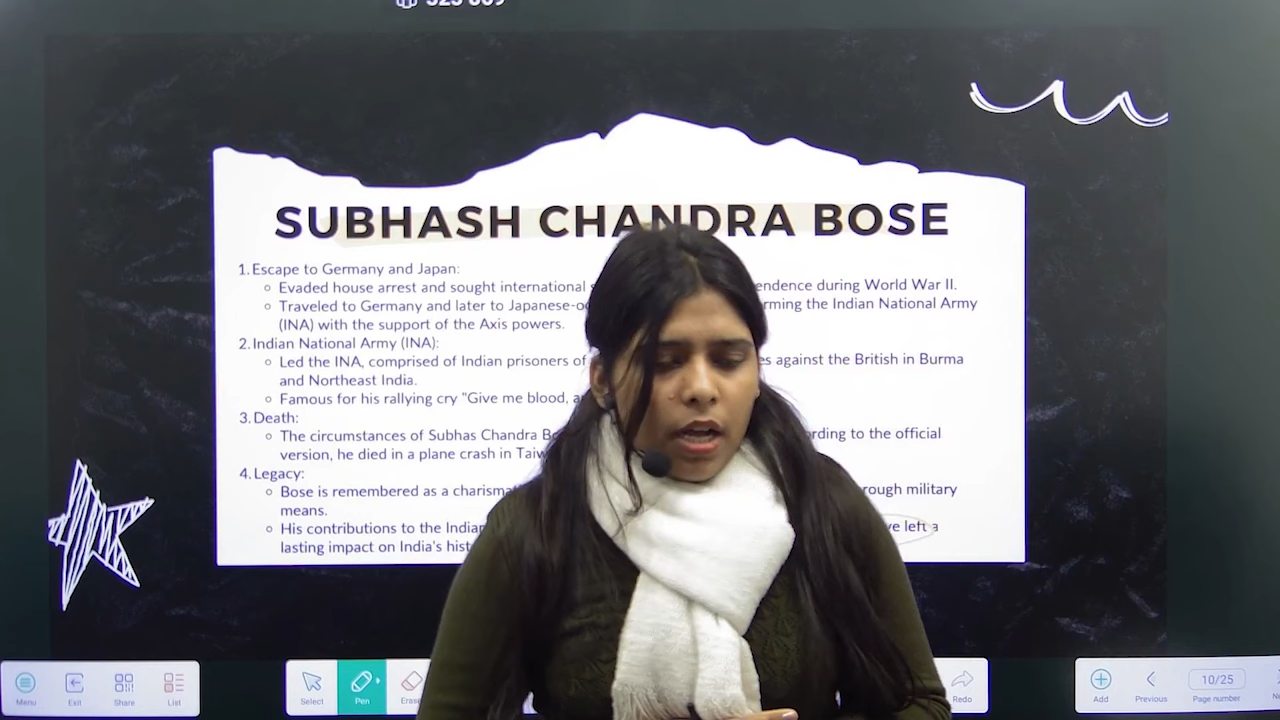 SUBHASH CHANDRA BOSE
1. Escape to Germany and Japan:
Evaded house arrest and sought international endence during World War II.
Traveled to Germany and later to Japanese-o rming the Indian National Army
(INA) with the support of the Axis powers.
2. Indian National Army (INA):
Led the INA, comprised of Indian prisoners of es against the British in Burma
and Northeast India.
Famous for his rallying cry "Give me blood, a
3. Death:
The circumstances of Subhas Chandra B rding to the official
version, he died in a plane crash in Taiw
4. Legacy:
Bose is remembered as a charisma rough military
means.
His contributions to the India ve left a
lasting impact on India's hist
Menu Exit Share List Select Pen Eras Redo Add Previous 10/25 Page number